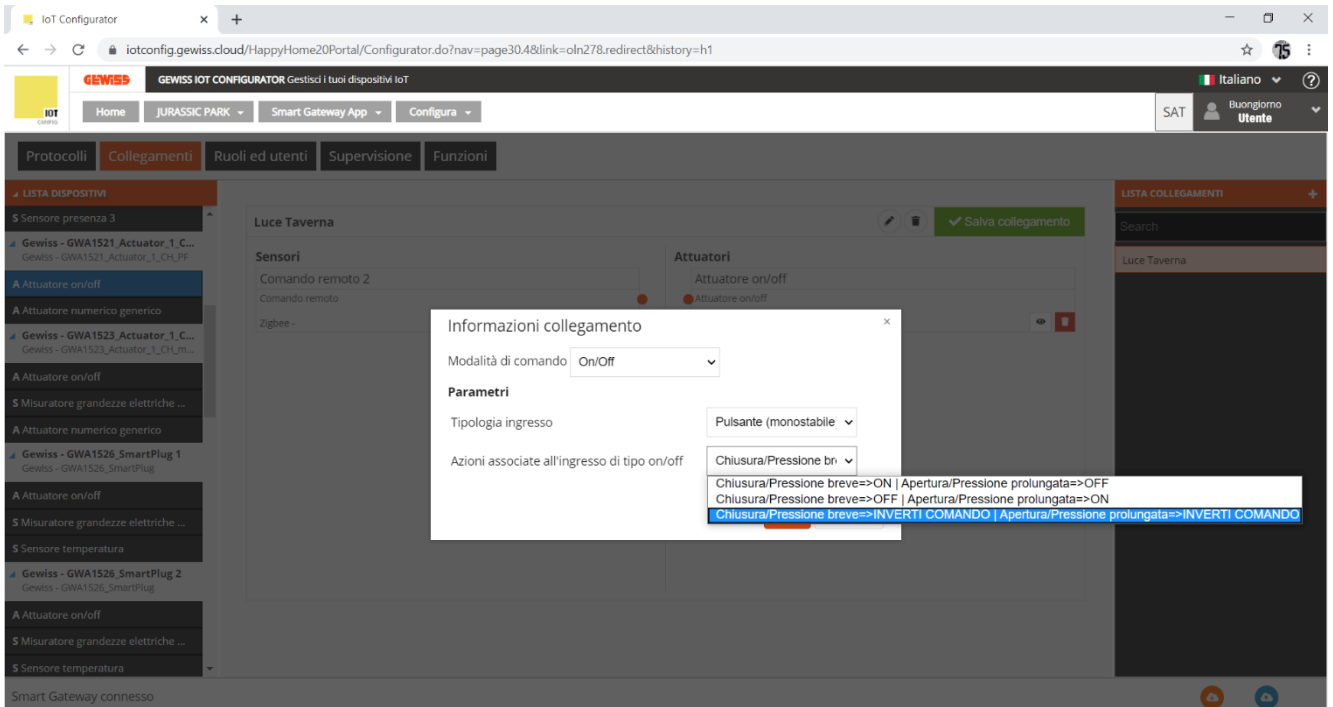 IoT Configurator
iotconfig.gewiss.cloud/HappyHome20Portal/Configurator.do?nav=page30.4&link=oln278.redirect&history=h1
GEWISS GEWISS IOT CONFIGURATOR Gestisci i tuoi dispositivi IoT Italiano
IOT
CONFIG
Home JURASSIC PARK Smart Gateway App Configura SAT Buongiorno
Utente
Protocolli Collegamenti Ruoli ed utenti Supervisione Funzioni
LISTA DISPOSITIVI
S Sensore presenza 3
Gewiss - GWA1521_Actuator_1_C...
Gewiss - GWA1521_Actuator_1_CH_PF
A Attuatore on/off
A Attuatore numerico generico
Gewiss - GWA1523_Actuator_1_C...
Gewiss - GWA1523_Actuator_1_CH_m...
A Attuatore on/off
S Misuratore grandezze elettriche ...
A Attuatore numerico generico
Gewiss - GWA1526_SmartPlug 1
Gewiss - GWA1526_SmartPlug
A Attuatore on/off
S Misuratore grandezze elettriche ...
S Sensore temperatura
Gewiss - GWA1526_SmartPlug 2
Gewiss - GWA1526_SmartPlug
A Attuatore on/off
S Misuratore grandezze elettriche ...
S Sensore temperatura
Luce Taverna
Salva collegamento
Sensori
Comando remoto 2
Comando remoto
Zigbee -
Attuatori
Attuatore on/off
Attuatore on/off
Informazioni collegamento
×
Modalità di comando On/Off
Parametri
Tipologia ingresso Pulsante (monostabile
Azioni associate all'ingresso di tipo on/off Chiusura/Pressione br
Chiusura/Pressione breve=>ON | Apertura/Pressione prolungata=>OFF
Chiusura/Pressione breve=>OFF | Apertura/Pressione prolungata=>ON
Chiusura/Pressione breve=>INVERTI COMANDO | Apertura/Pressione prolungata=>INVERTI COMANDO
LISTA COLLEGAMENTI +
Search
Luce Taverna
Smart Gateway connesso